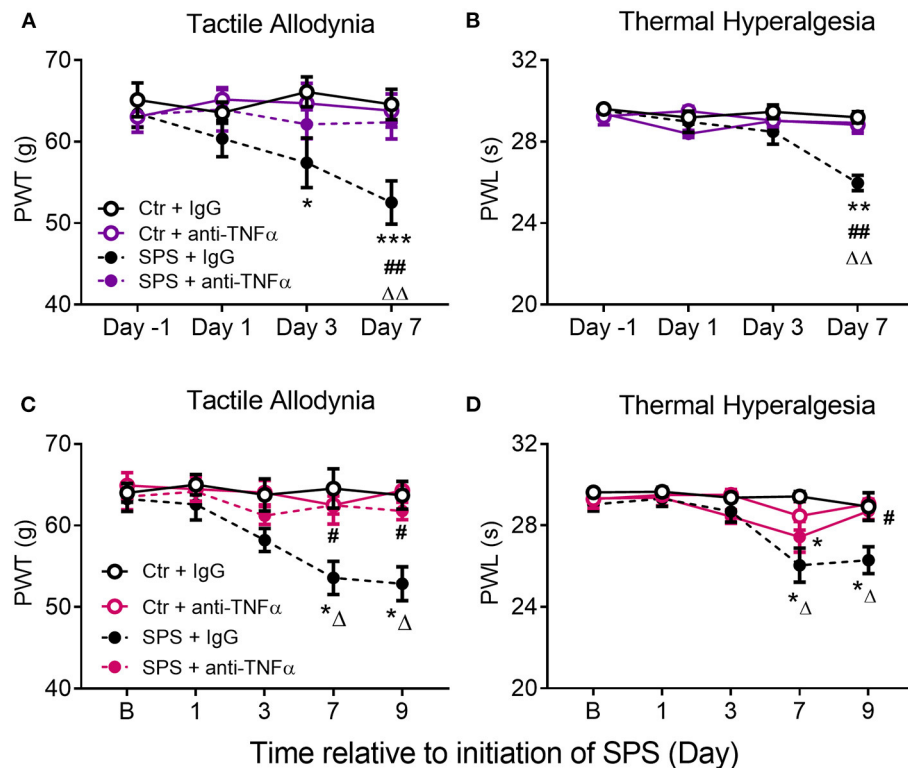 A Tactile Allodynia
70
60
50
40
PWT (g)
Ctr + IgG
Ctr + anti-TNFα
SPS + IgG
SPS + anti-TNFα
*
***
##
ΔΔ
Day -1 Day 1 Day 3 Day 7
B Thermal Hyperalgesia
32
28
24
20
PWL (s)
**
##
ΔΔ
Day -1 Day 1 Day 3 Day 7
C Tactile Allodynia
70
60
50
40
PWT (g)
Ctr + IgG
Ctr + anti-TNFα
SPS + IgG
SPS + anti-TNFα
# #
*Δ *Δ
B 1 3 7 9
D Thermal Hyperalgesia
32
28
24
20
PWL (s)
#
*
*Δ *Δ
B 1 3 7 9
Time relative to initiation of SPS (Day)